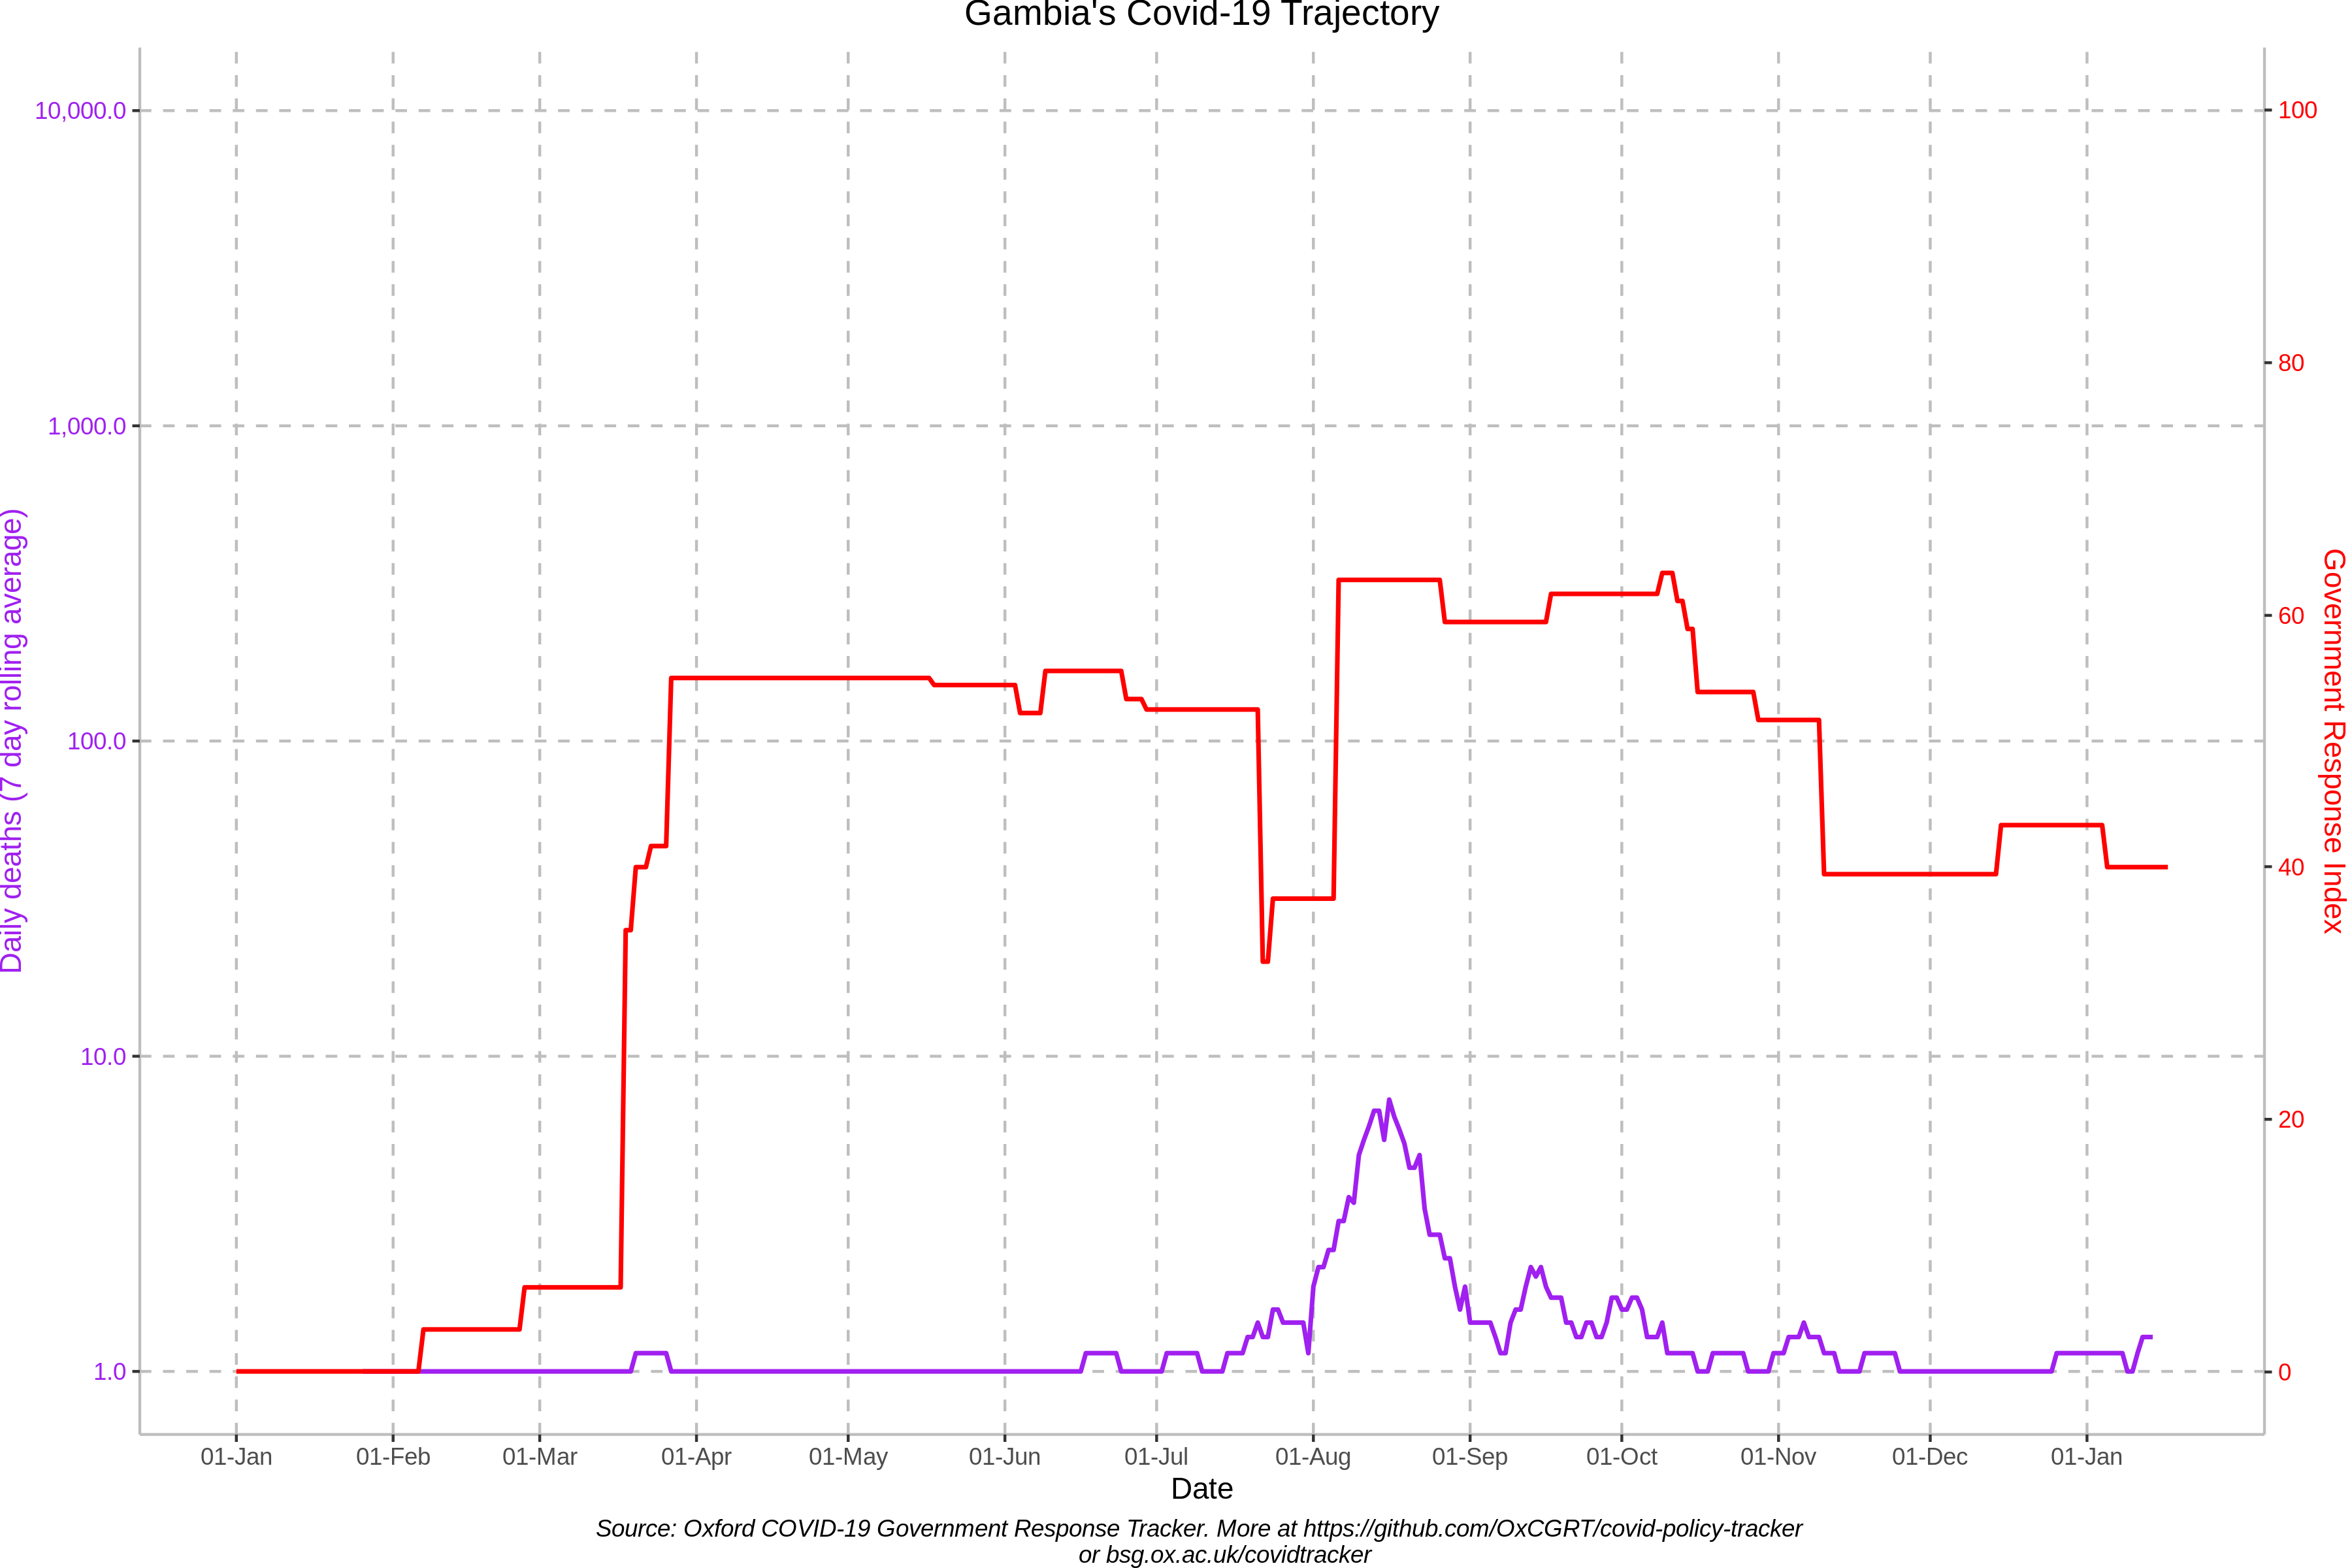 Gambia's Covid-19 Trajectory
10,000.0
1,000.0
100.0
10.0
1.0
Daily deaths (7 day rolling average)
100
80
60
40
20
0
Government Response Index
01-Jan
01-Feb
01-Mar
01-Apr
01-May
01-Jun
01-Jul
01-Aug
01-Sep
01-Oct
01-Nov
01-Dec
01-Jan
Date
Source: Oxford COVID-19 Government Response Tracker. More at https://github.com/OxCGRT/covid-policy-tracker
or bsg.ox.ac.uk/covidtracker